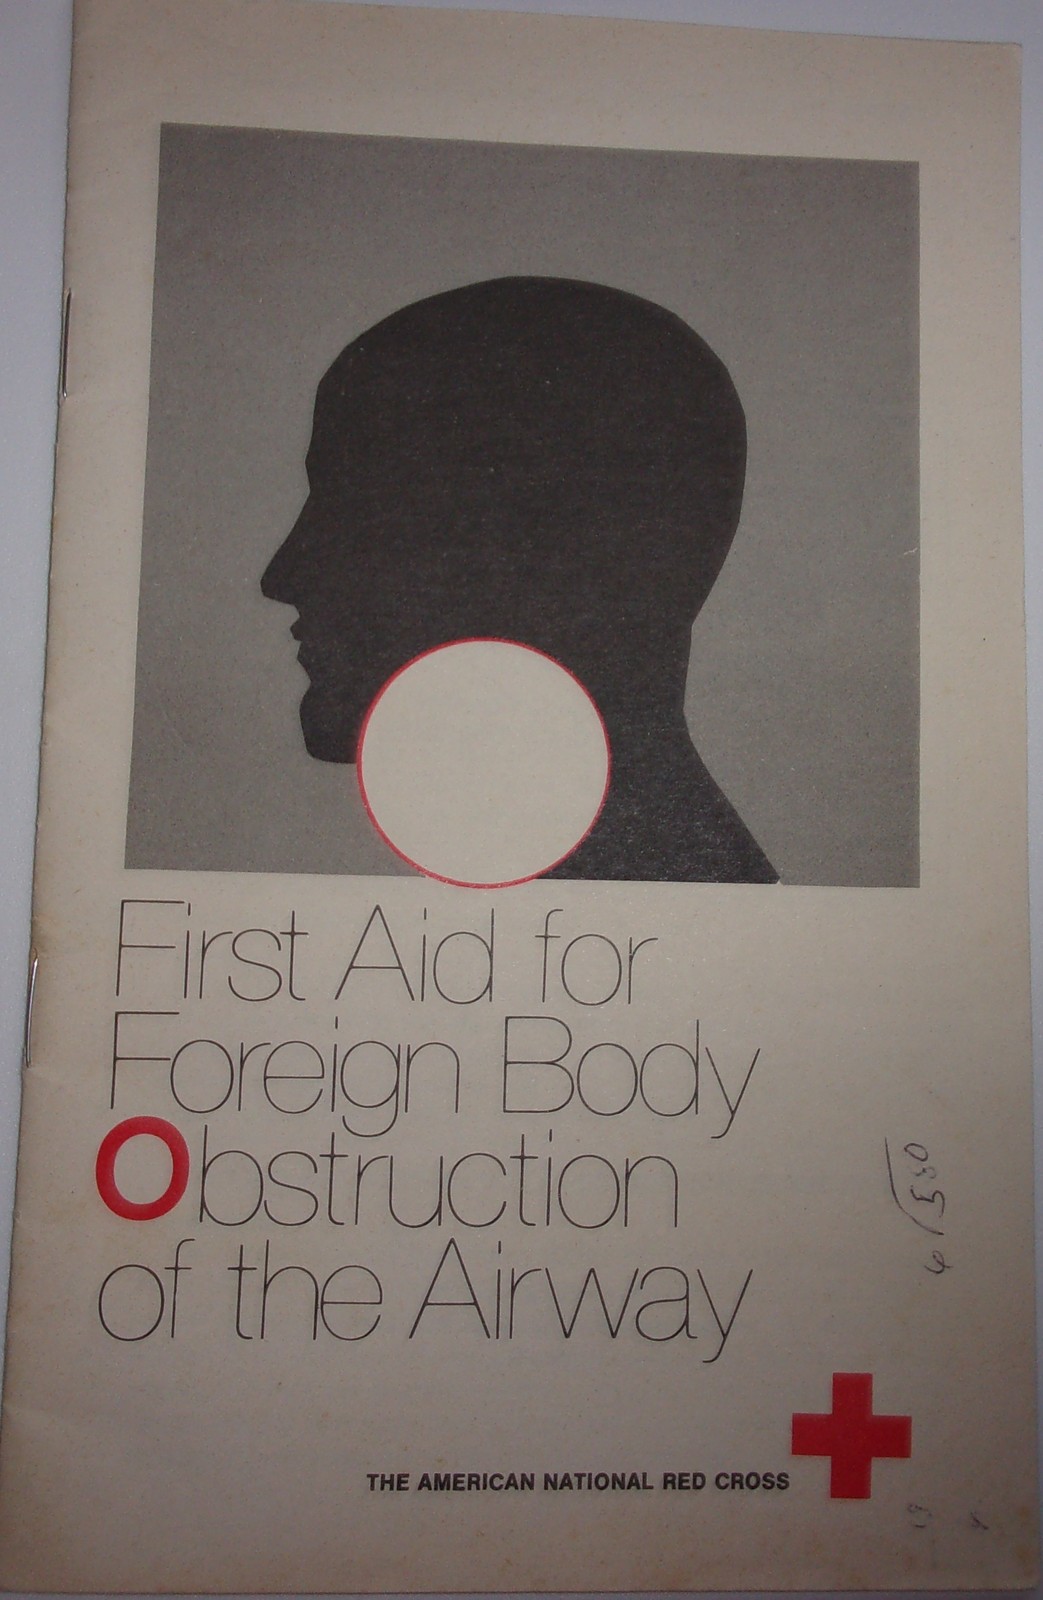 First Aid for
Foreign Body
Obstruction
of the Airway
THE AMERICAN NATIONAL RED CROSS